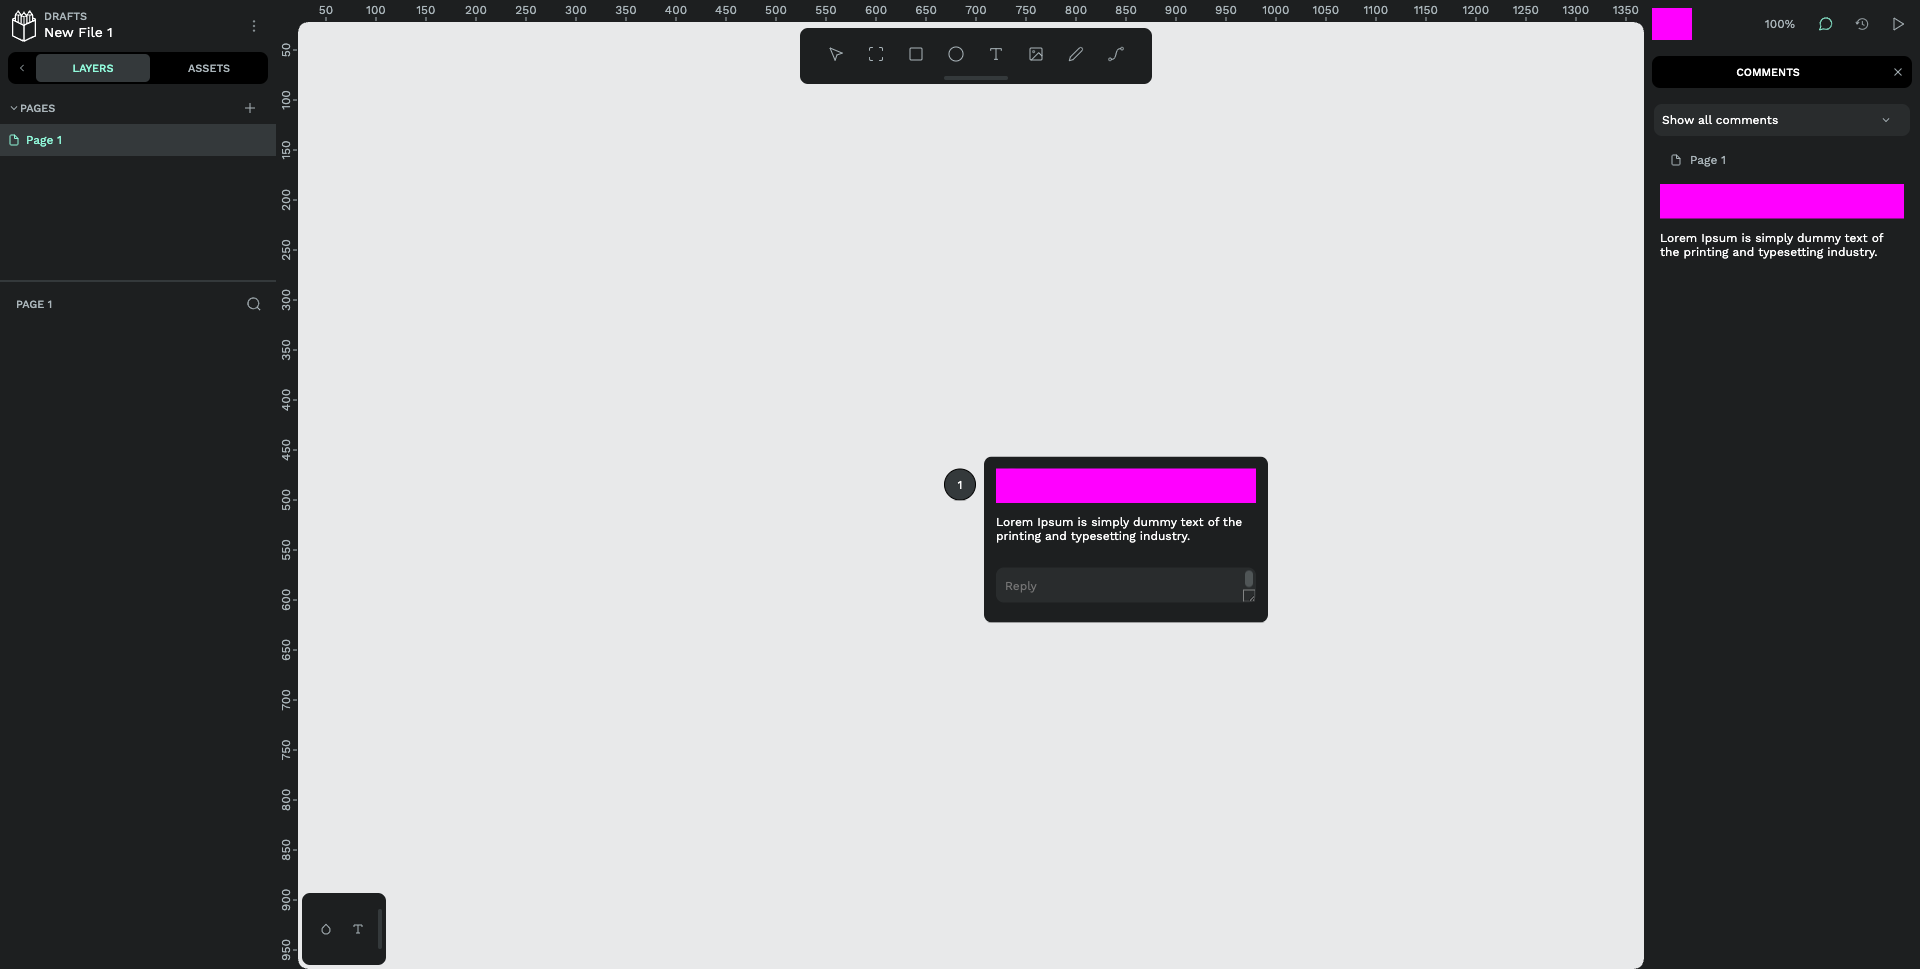 DRAFTS
New File 1
LAYERS
ASSETS
PAGES
Page 1
PAGE 1
50 100 150 200 250 300 350 400 450 500 550 600 650 700 750 800 850 900 950 1000 1050 1100 1150 1200 1250 1300 1350
50
100
150
200
250
300
350
400
450
500
550
600
650
700
750
800
850
900
950
1
Lorem Ipsum is simply dummy text of the
printing and typesetting industry.
Reply
100%
COMMENTS
Show all comments
Page 1
Lorem Ipsum is simply dummy text of
the printing and typesetting industry.